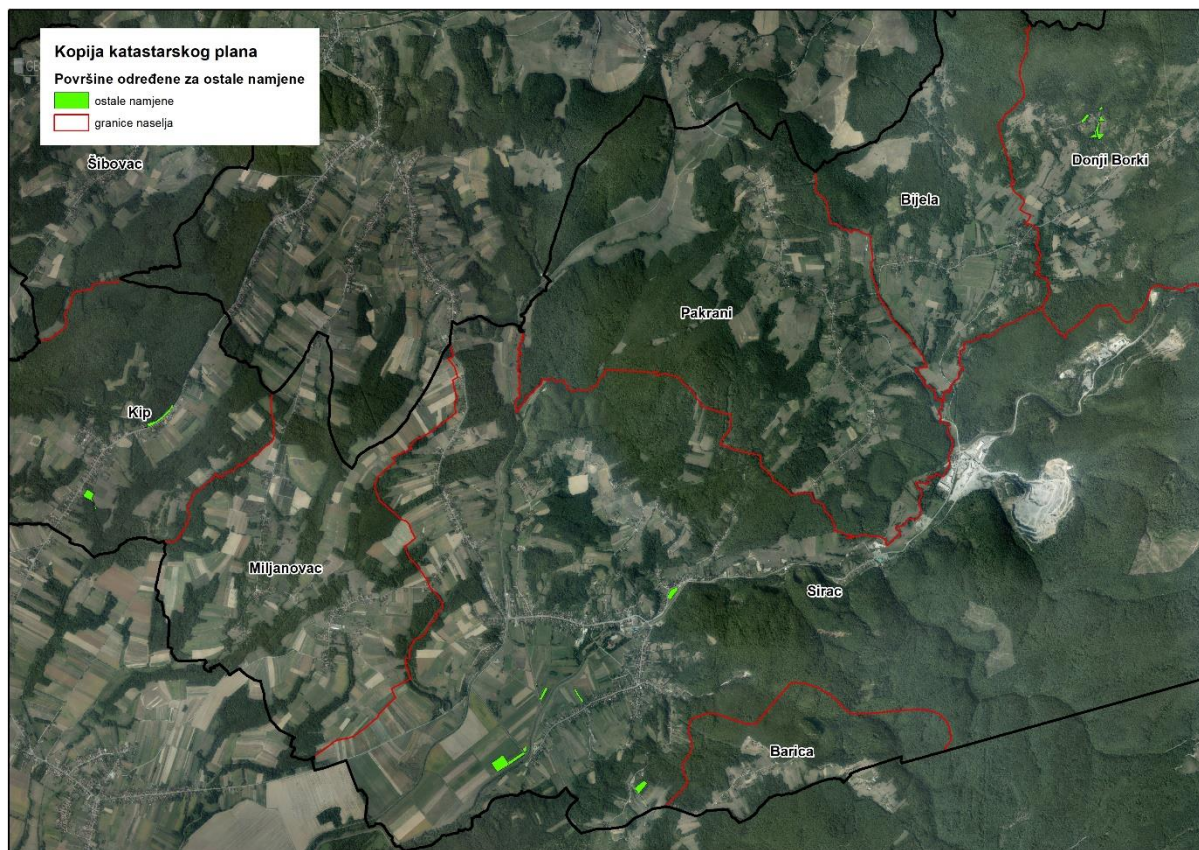 Kopija katastarskog plana
Površine određene za ostale namjene
ostale namjene
granice naselja
Šibovac
Donji Borki
Bijela
Pakrani
Kip
Miljanovac
Sirac
Barica